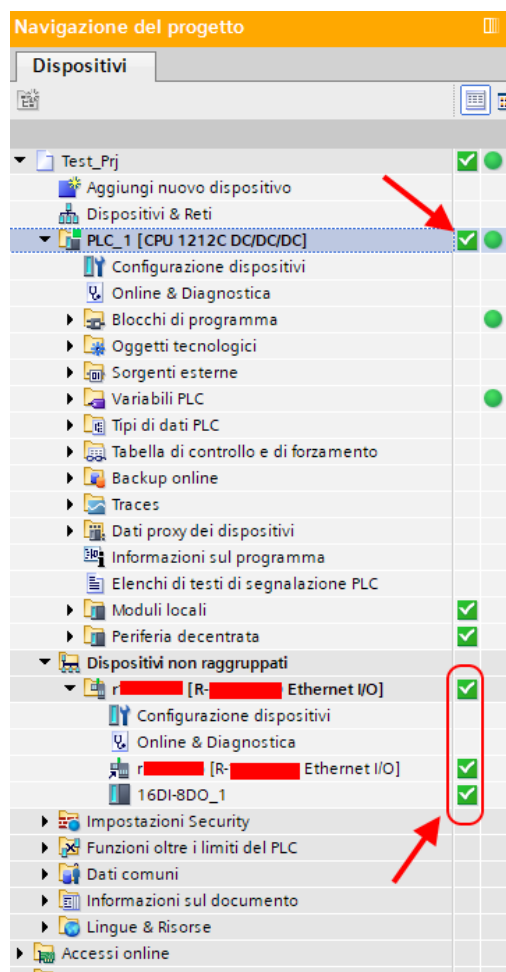 Navigazione del progetto
Dispositivi
Test_Prj
Aggiungi nuovo dispositivo
Dispositivi & Reti
PLC_1 [CPU 1212C DC/DC/DC]
Configurazione dispositivi
Online & Diagnostica
Blocchi di programma
Oggetti tecnologici
Sorgenti esterne
Variabili PLC
Tipi di dati PLC
Tabella di controllo e di forzamento
Backup online
Traces
Dati proxy dei dispositivi
Informazioni sul programma
Elenchi di testi di segnalazione PLC
Moduli locali
Periferia decentrata
Dispositivi non raggruppati
r [R- Ethernet I/O]
Configurazione dispositivi
Online & Diagnostica
r [R- Ethernet I/O]
16DI-8DO_1
Impostazioni Security
Funzioni oltre i limiti del PLC
Dati comuni
Informazioni sul documento
Lingue & Risorse
Accessi online